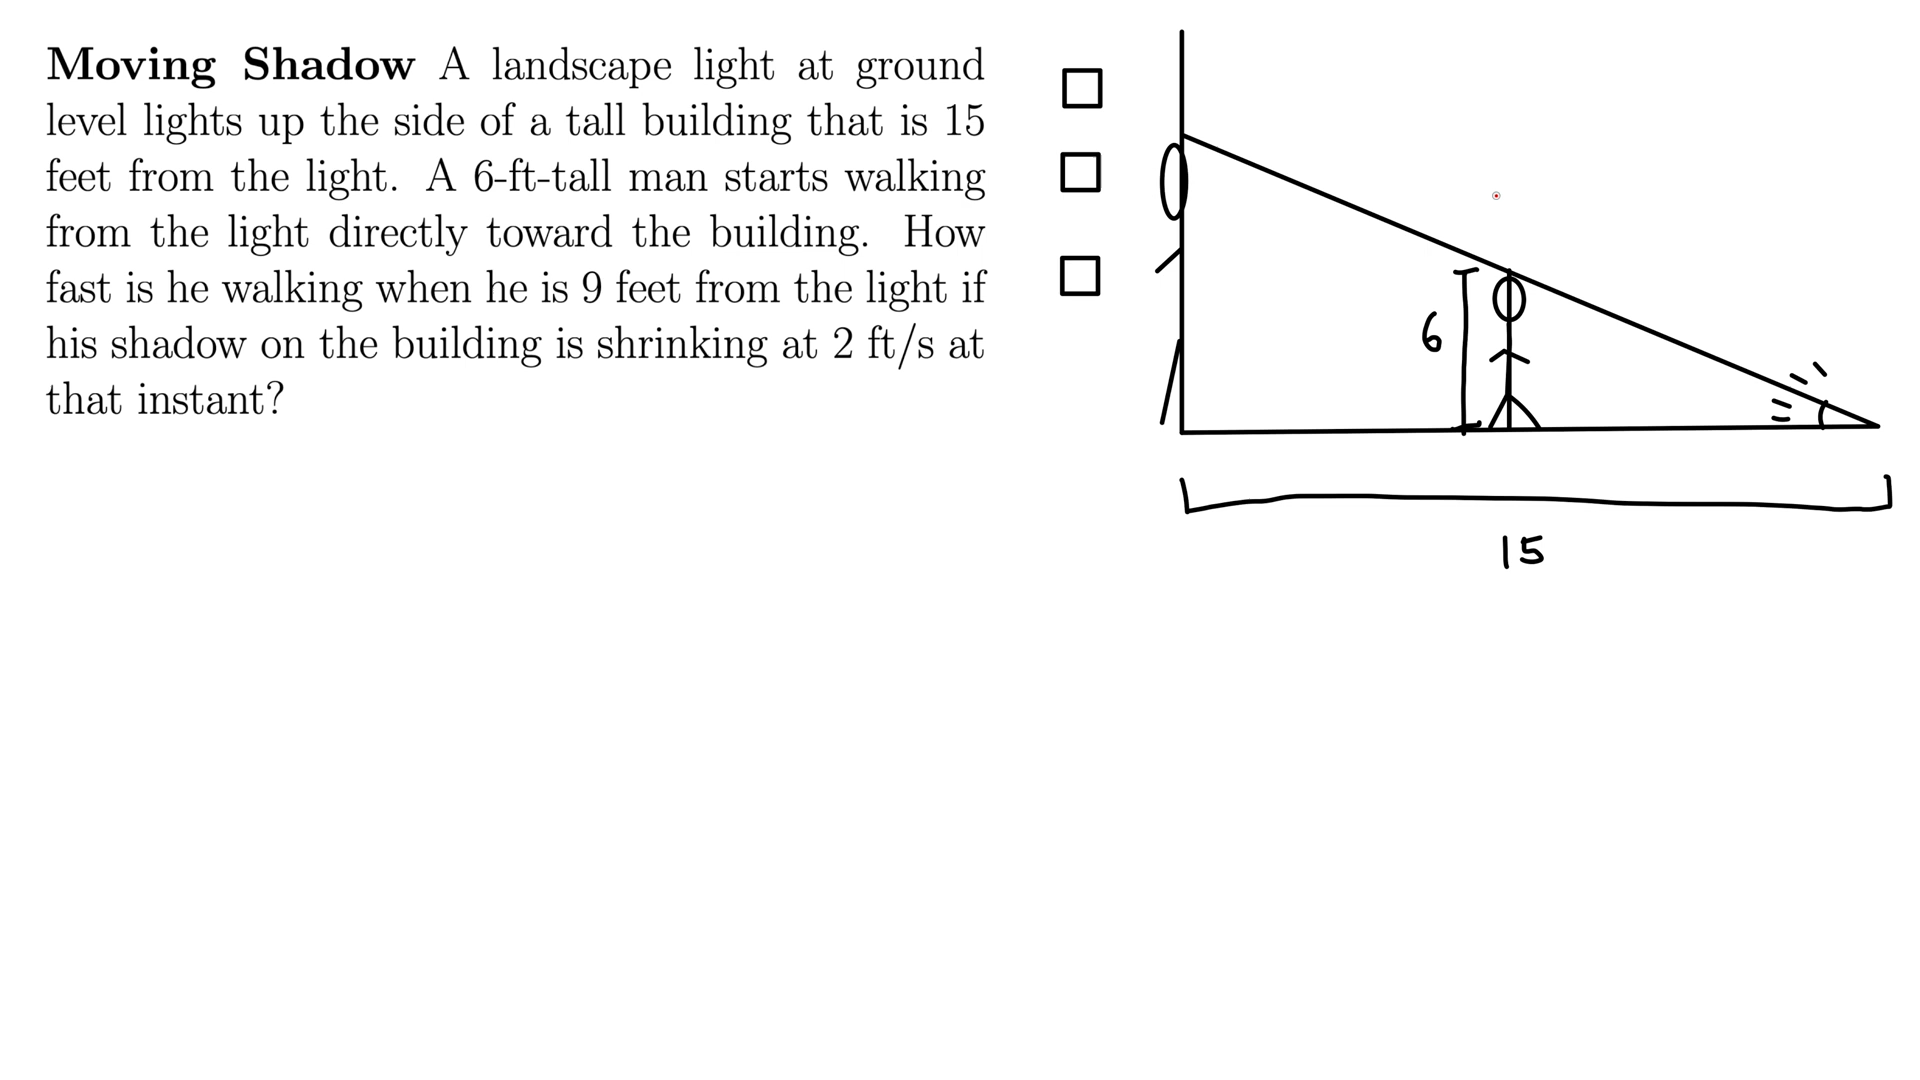 Moving Shadow A landscape light at ground
level lights up the side of a tall building that is 15
feet from the light. A 6-ft-tall man starts walking
from the light directly toward the building. How
fast is he walking when he is 9 feet from the light if
his shadow on the building is shrinking at 2 ft/s at
that instant?
6
15